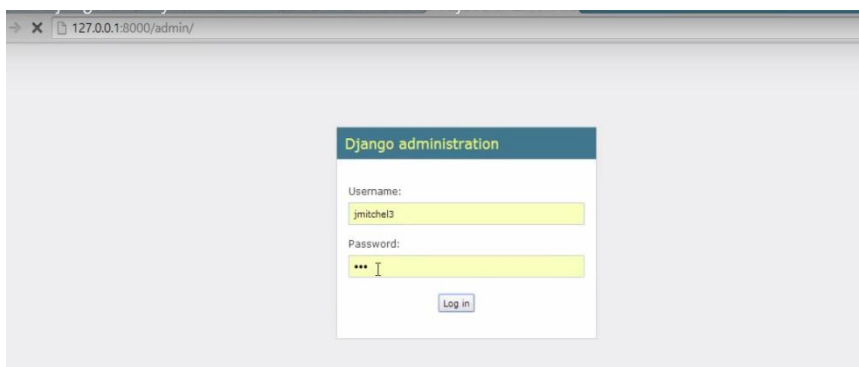 127.0.0.1:8000/admin/
Django administration
Username:
jmitchel3
Password:
•••
Log in